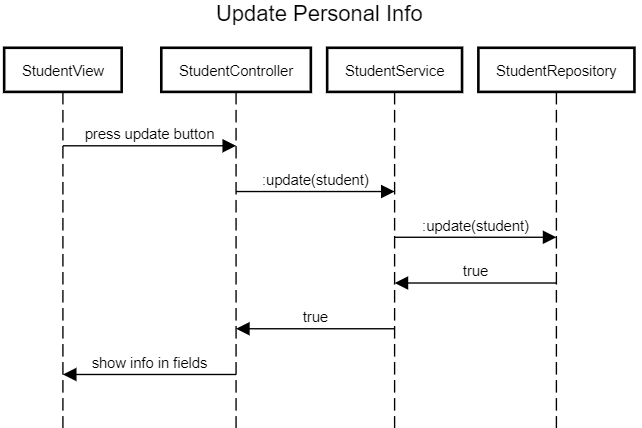 Update Personal Info
StudentView
StudentController
StudentService
StudentRepository
press update button
:update(student)
:update(student)
true
true
show info in fields